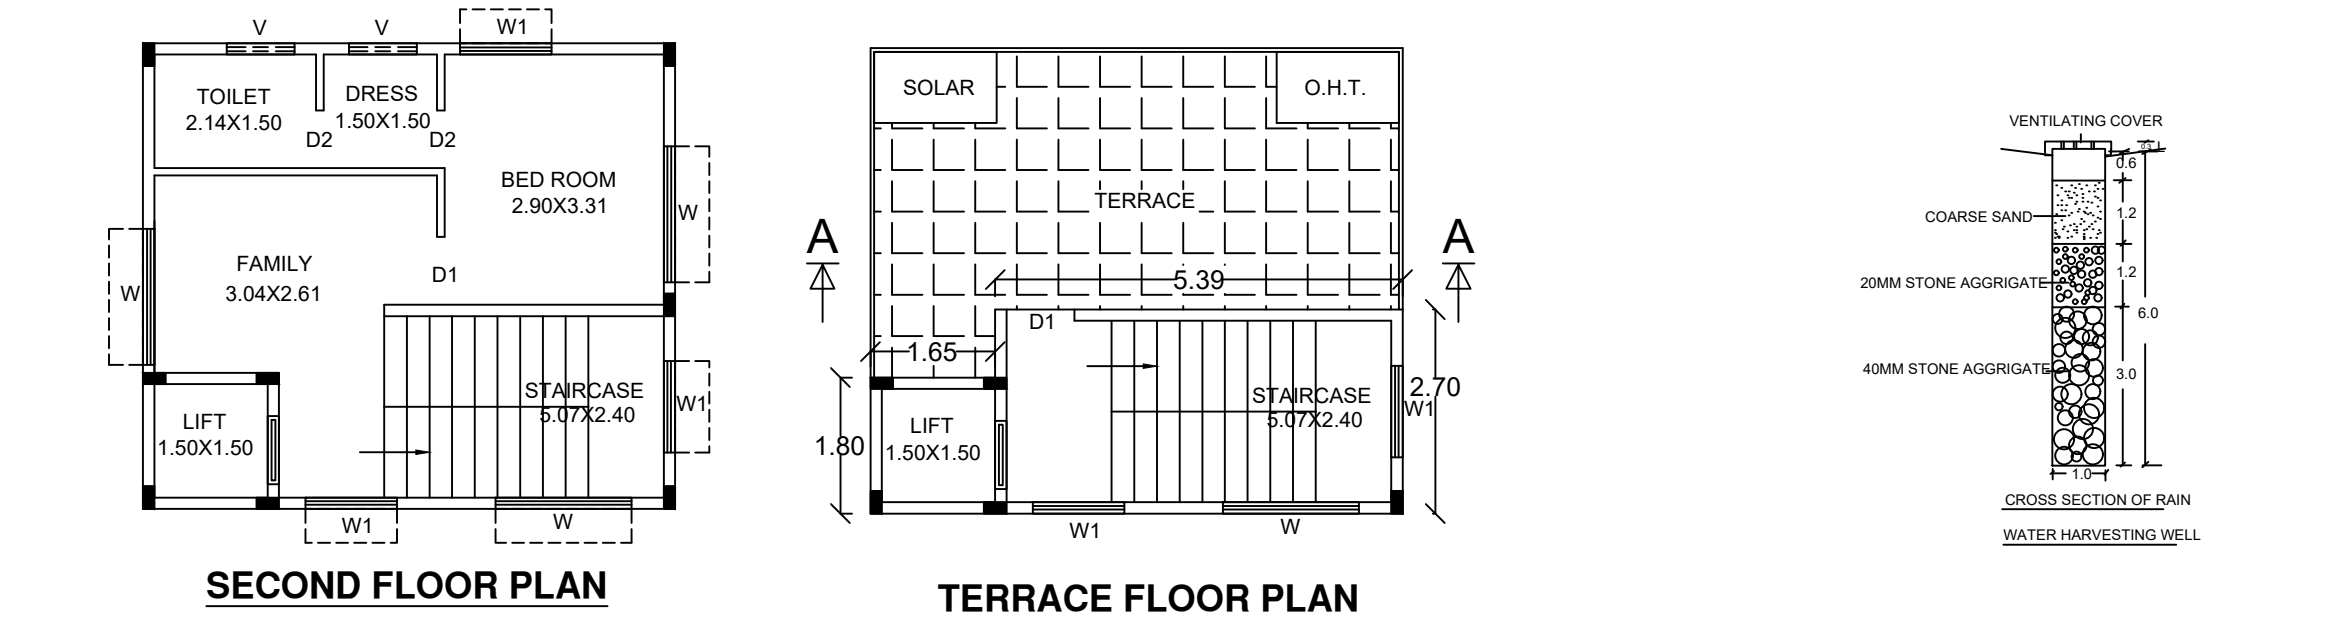 V
V
W1
TOILET
2.14X1.50
DRESS
1.50X1.50
D2
D2
BED ROOM
2.90X3.31
W
FAMILY
3.04X2.61
D1
W
STAIRCASE
5.07X2.40
W1
LIFT
1.50X1.50
W1
W
SECOND FLOOR PLAN
SOLAR
O.H.T.
TERRACE
A
A
5.39
D1
1.65
STAIRCASE
5.07X2.40
2.70
W1
LIFT
1.50X1.50
1.80
W1
W
TERRACE FLOOR PLAN
VENTILATING COVER
0.3
0.6
COARSE SAND
1.2
20MM STONE AGGRIGATE
1.2
6.0
40MM STONE AGGRIGATE
3.0
1.0
CROSS SECTION OF RAIN
WATER HARVESTING WELL